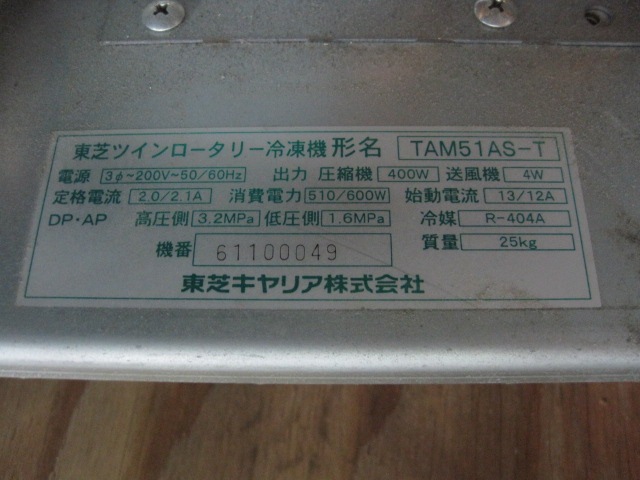 東芝ツインロータリー冷凍機 形名 TAM51AS-T
電源 3φ~200V~50/60Hz 出力 圧縮機 400W 送風機 4W
定格電流 2.0/2.1A 消費電力 510/600W 始動電流 13/12A
DP・AP 高圧側 3.2MPa 低圧側 1.6MPa 冷媒 R-404A
機番 61100049 質量 25kg
東芝キヤリア株式会社